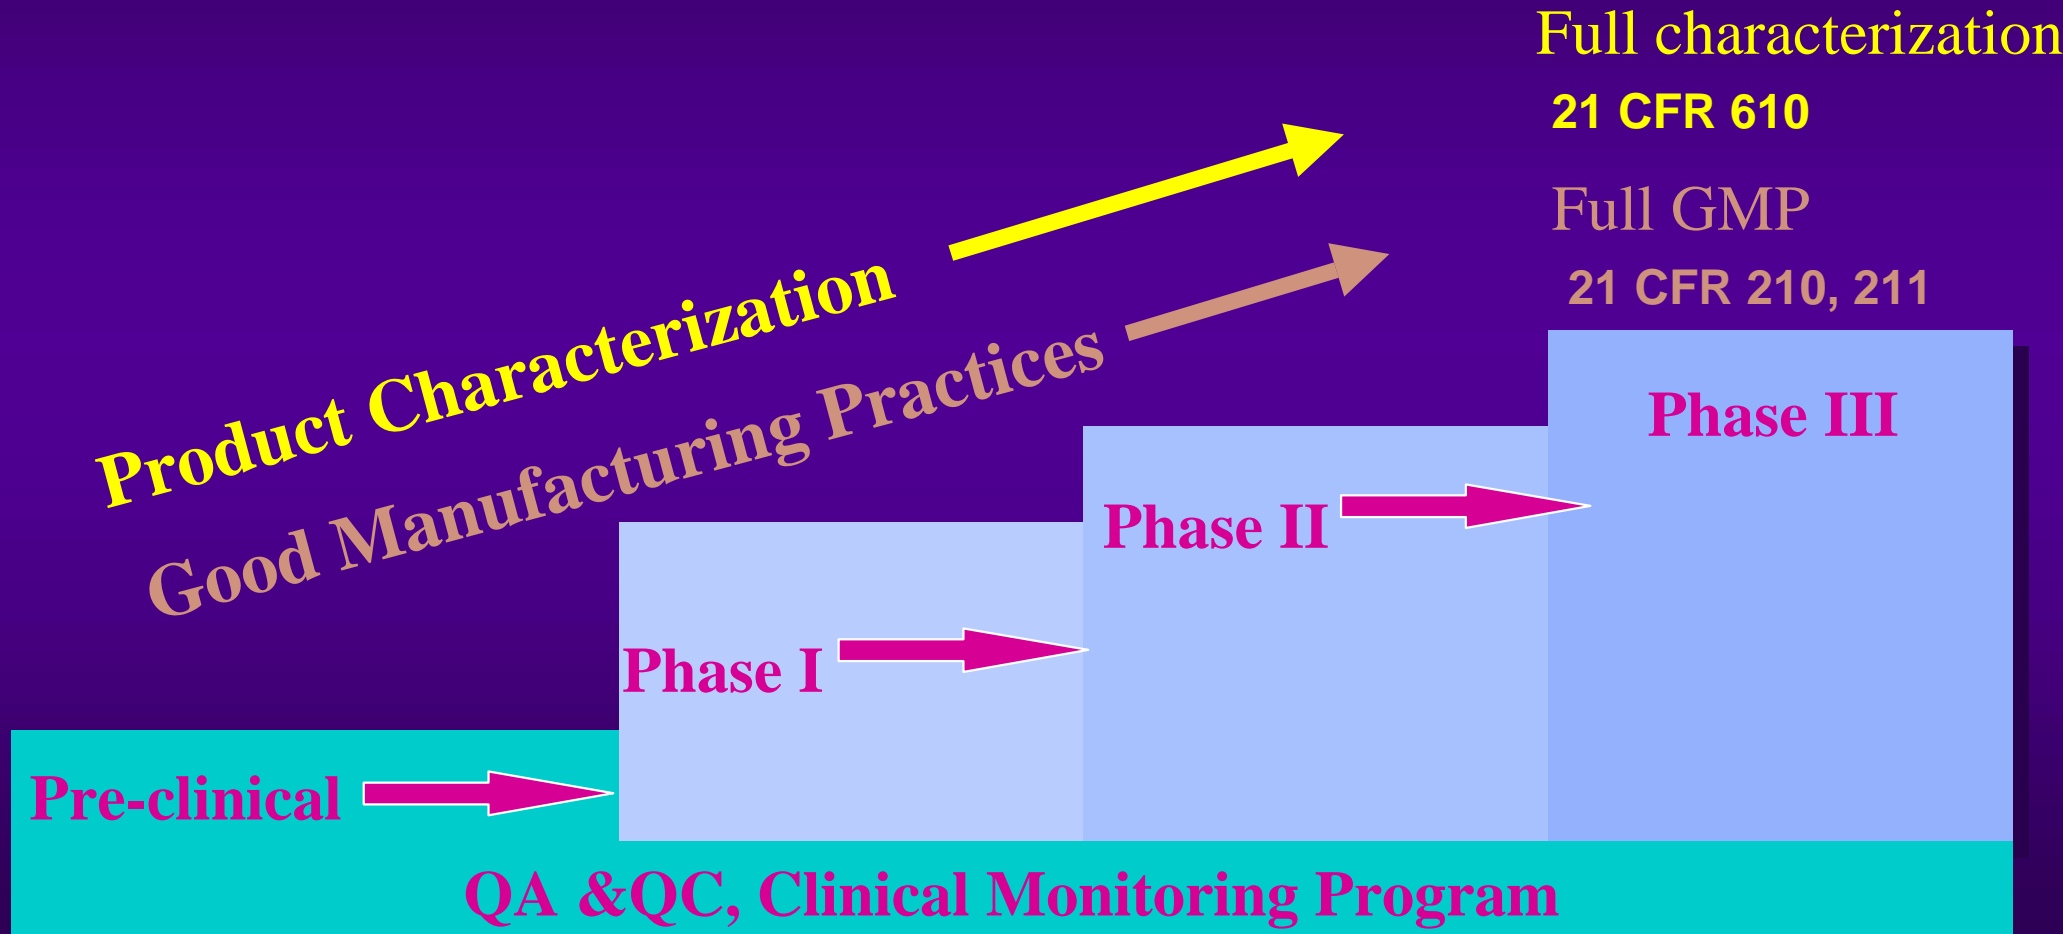 Full characterization
21 CFR 610
Full GMP
21 CFR 210, 211
Product Characterization
Good Manufacturing Practices
Phase III
Phase II
Phase I
Pre-clinical
QA &QC, Clinical Monitoring Program